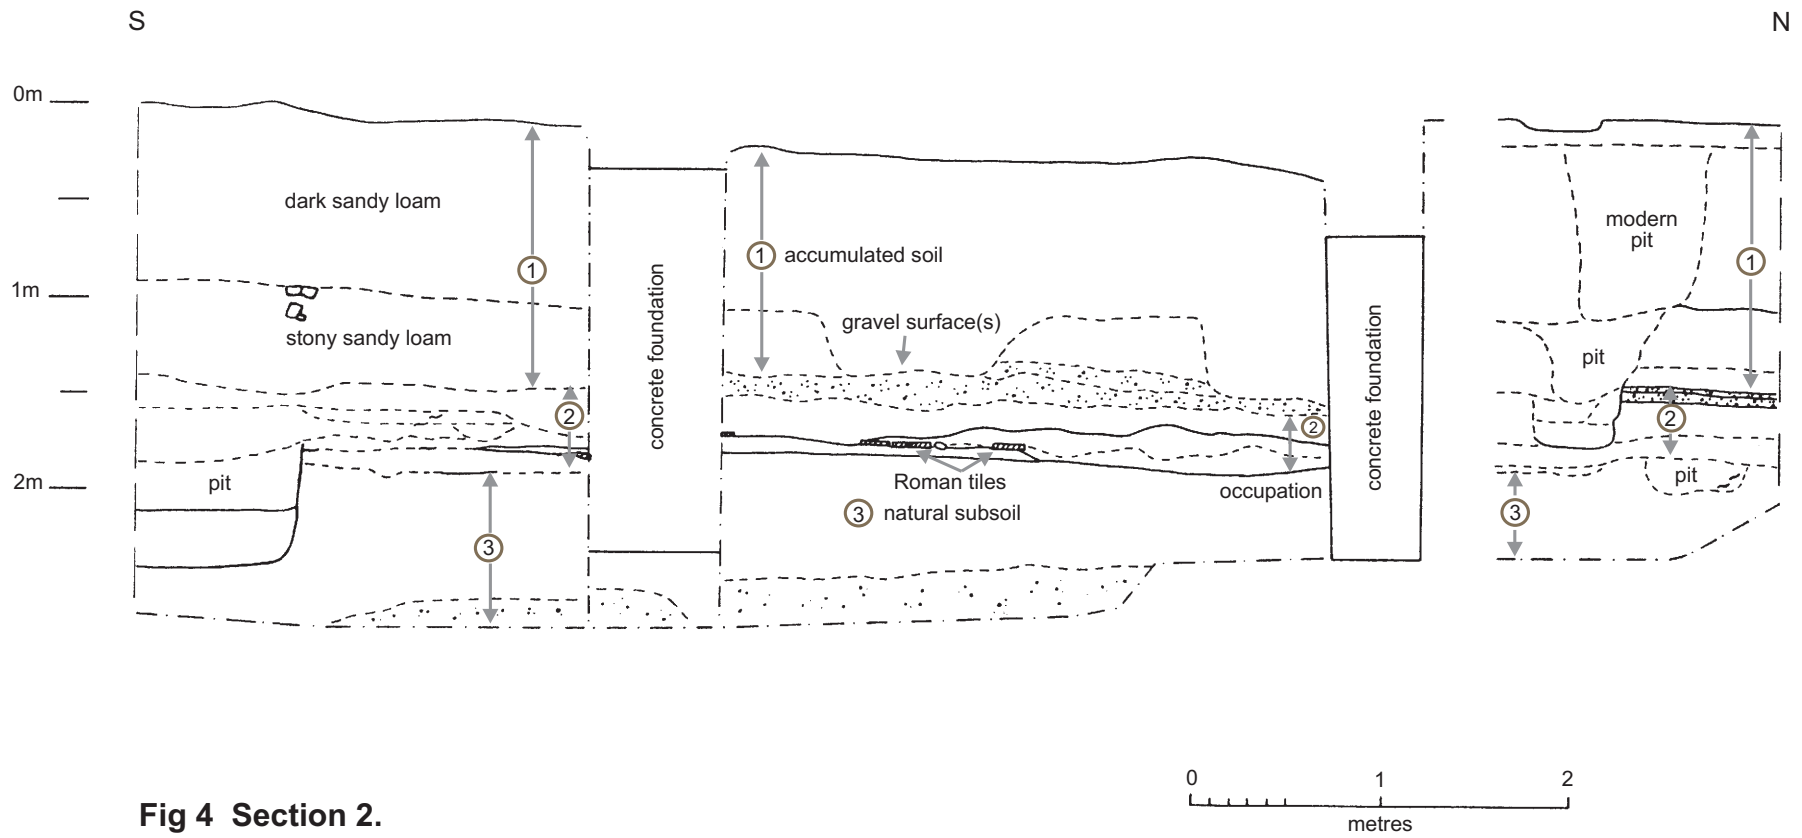 S
N
0m
1m
2m
dark sandy loam
1
stony sandy loam
2
pit
3
concrete foundation
1 accumulated soil
gravel surface(s)
2
Roman tiles
occupation
3 natural subsoil
concrete foundation
modern
pit
1
pit
2
pit
3
0 1 2
metres
Fig 4 Section 2.